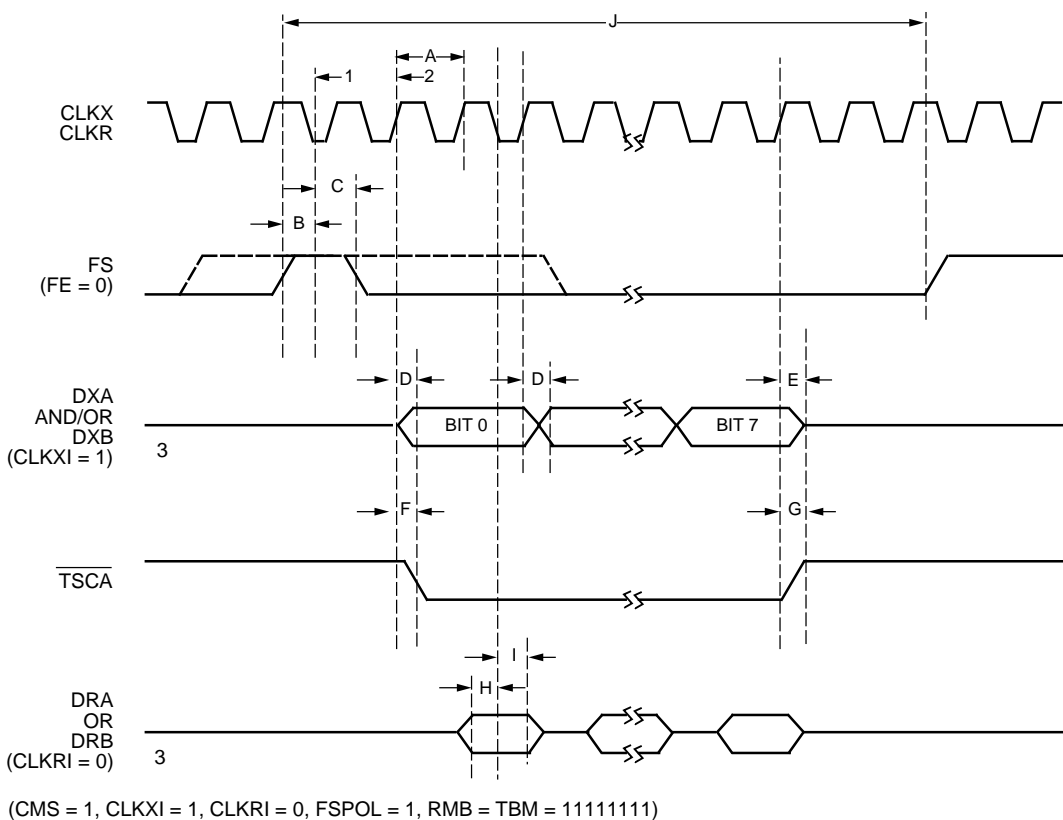 J
A
1
2
CLKX
CLKR
C
B
FS
(FE = 0)
D
D
E
DXA
AND/OR
DXB
(CLKXI = 1)
3
BIT 0
BIT 7
F
G
TSCA
I
H
DRA
OR
DRB
(CLKRI = 0)
3
(CMS = 1, CLKXI = 1, CLKRI = 0, FSPOL = 1, RMB = TBM = 11111111)